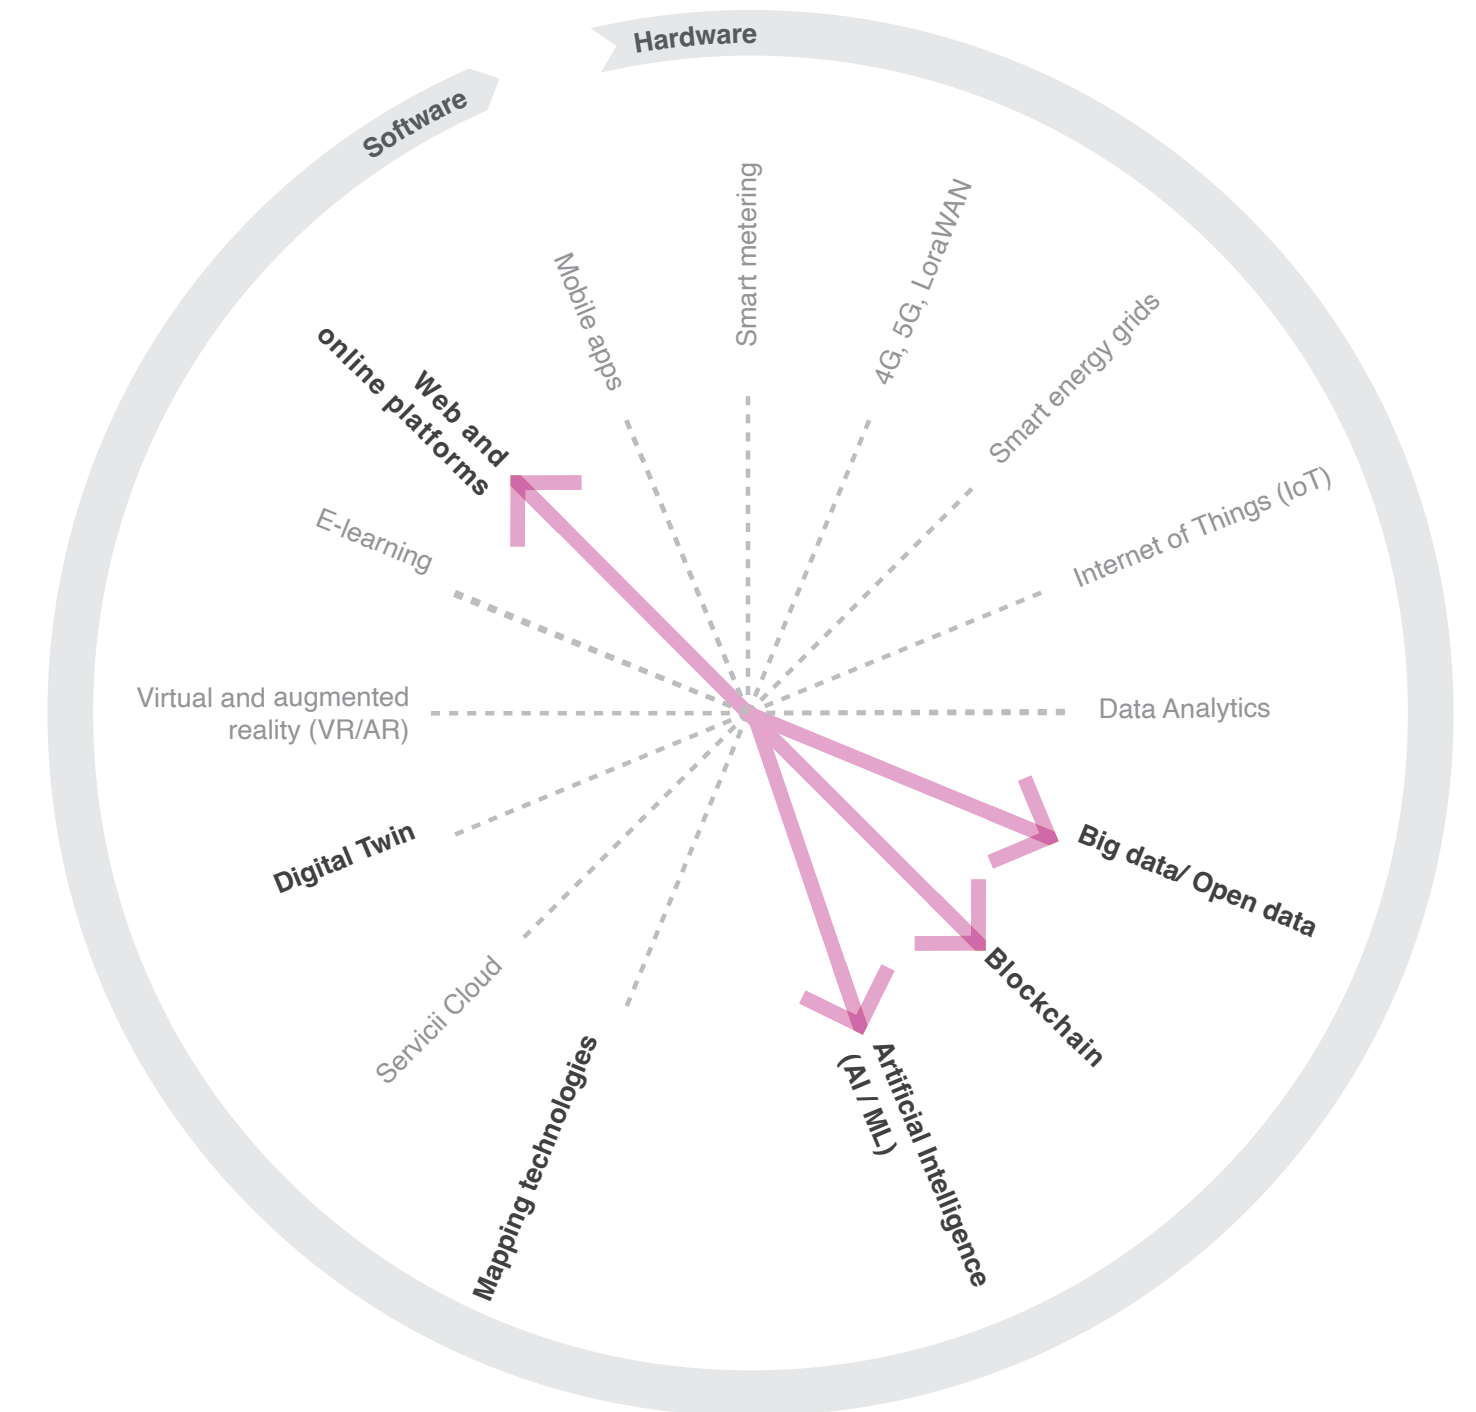 Hardware
Software
Smart metering
4G, 5G, LoraWAN
Smart energy grids
Internet of Things (IoT)
Data Analytics
Big data/ Open data
Blockchain
Artificial Intelligence
(AI / ML)
Mapping technologies
Servicii Cloud
Digital Twin
Virtual and augmented
reality (VR/AR)
E-learning
Web and
online platforms
Mobile apps